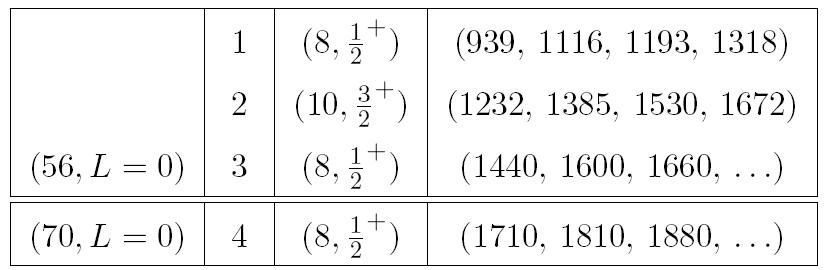 1 (8, 1/2⁺) (939, 1116, 1193, 1318)
2 (10, 3/2⁺) (1232, 1385, 1530, 1672)
(56, L = 0) 3 (8, 1/2⁺) (1440, 1600, 1660, ...)
(70, L = 0) 4 (8, 1/2⁺) (1710, 1810, 1880, ...)